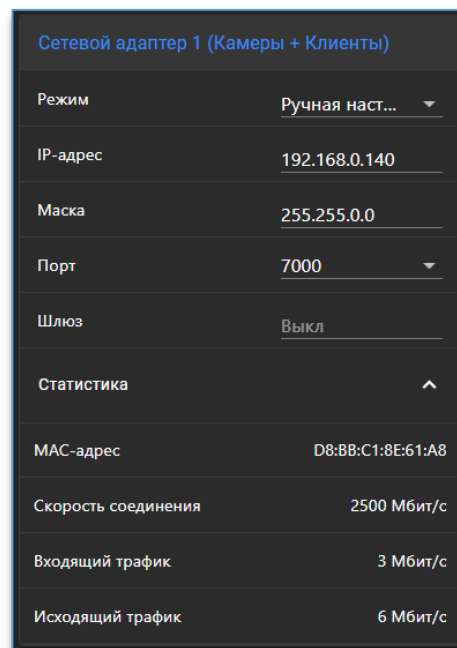 Сетевой адаптер 1 (Камеры + Клиенты)
Режим Ручная наст...
IP-адрес 192.168.0.140
Маска 255.255.0.0
Порт 7000
Шлюз Выкл
Статистика
МАС-адрес D8:BB:C1:8E:61:A8
Скорость соединения 2500 Мбит/с
Входящий трафик 3 Мбит/с
Исходящий трафик 6 Мбит/с